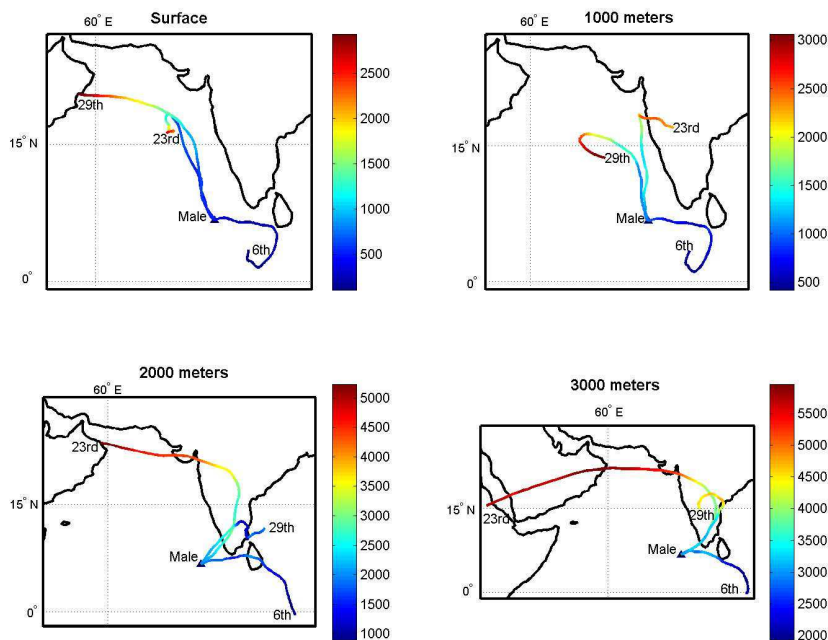 Surface
60° E
15° N
0°
29th
23rd
Male
6th
2500
2000
1500
1000
500
1000 meters
60° E
15° N
0°
23rd
29th
Male
6th
3000
2500
2000
1500
1000
500
2000 meters
60° E
15° N
0°
23rd
29th
Male
6th
5000
4500
4000
3500
3000
2500
2000
1500
1000
3000 meters
60° E
15° N
0°
23rd
29th
Male
6th
5500
5000
4500
4000
3500
3000
2500
2000